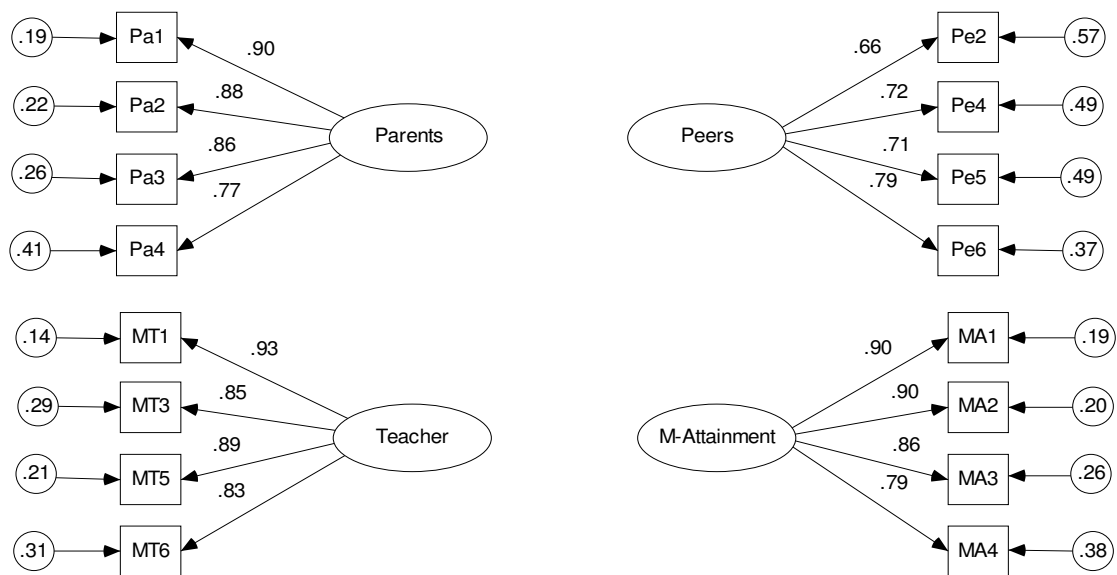 .19 Pa1 .90
.22 Pa2 .88
.26 Pa3 .86
.41 Pa4 .77
Parents
.66 Pe2 .57
.72 Pe4 .49
.71 Pe5 .49
.79 Pe6 .37
Peers
.14 MT1 .93
.29 MT3 .85
.21 MT5 .89
.31 MT6 .83
Teacher
.90 MA1 .19
.90 MA2 .20
.86 MA3 .26
.79 MA4 .38
M-Attainment